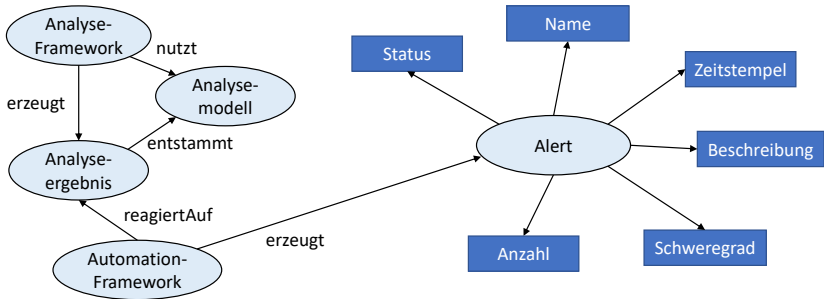 Analyse-
Framework
nutzt
Analyse-
modell
erzeugt
entstammt
Analyse-
ergebnis
reagiertAuf
Automation-
Framework
erzeugt
Name
Status
Zeitstempel
Alert
Beschreibung
Anzahl
Schweregrad